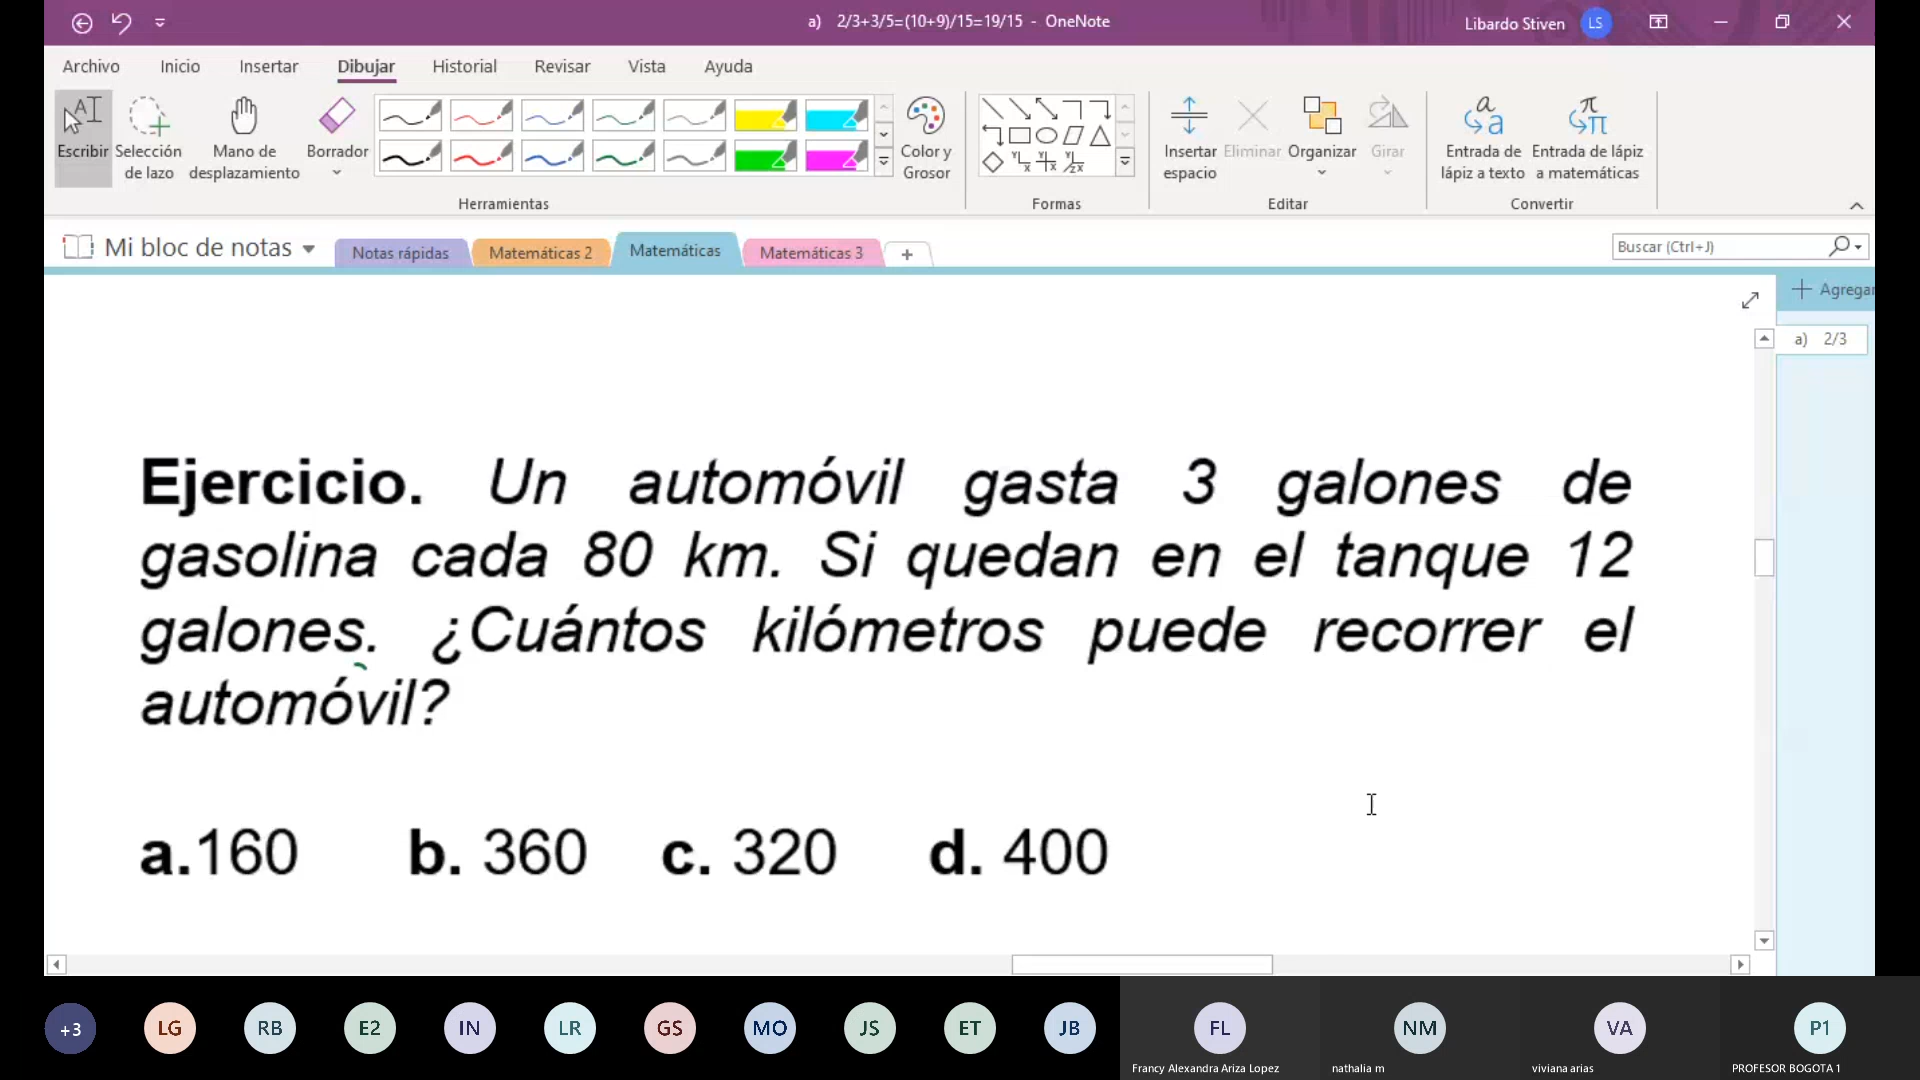 a) 2/3+3/5=(10+9)/15=19/15 - OneNote
Libardo Stiven LS
Archivo Inicio Insertar Dibujar Historial Revisar Vista Ayuda
Escribir
Selección de lazo
Mano de desplazamiento
Borrador
Color y Grosor
Insertar espacio
Eliminar
Organizar
Girar
Entrada de lápiz a texto
Entrada de lápiz a matemáticas
Herramientas Formas Editar Convertir
Mi bloc de notas Notas rápidas Matemáticas 2 Matemáticas Matemáticas 3 + Buscar (Ctrl+J)
Agregar
a) 2/3
Ejercicio. Un automóvil gasta 3 galones de
gasolina cada 80 km. Si quedan en el tanque 12
galones. ¿Cuántos kilómetros puede recorrer el
automóvil?
a.160 b. 360 c. 320 d. 400
+3 LG RB E2 IN LR GS MO JS ET JB FL NM VA P1
Francy Alexandra Ariza Lopez nathalia m viviana arias PROFESOR BOGOTA 1